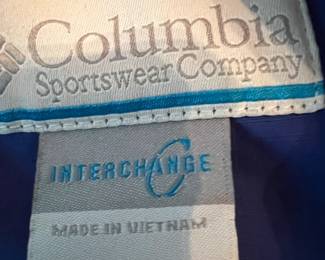 Columbia
Sportswear Company
INTERCHANGE
MADE IN VIETNAM